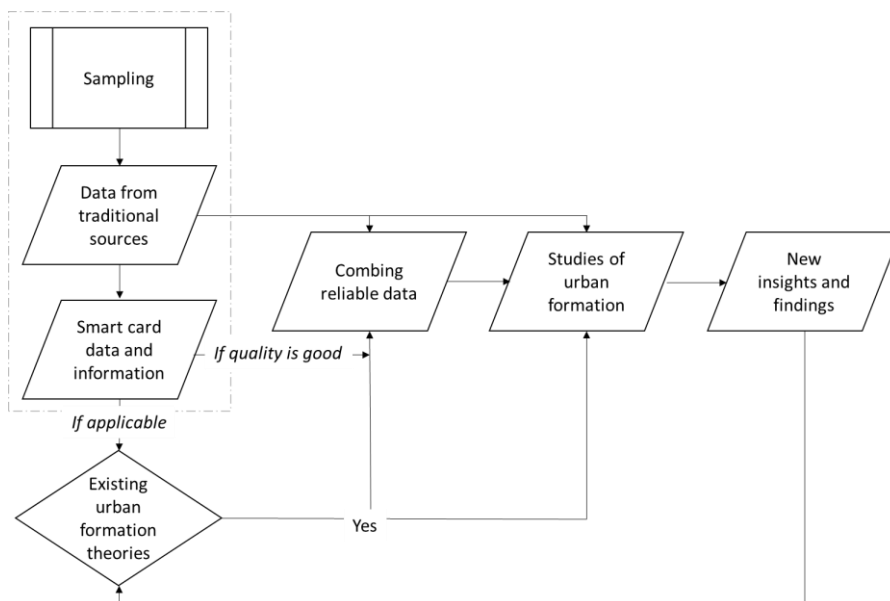 Sampling
Data from
traditional
sources
Combing
reliable data
Studies of
urban
formation
New
insights and
findings
Smart card
data and
information
If quality is good
If applicable
Existing
urban
formation
theories
Yes